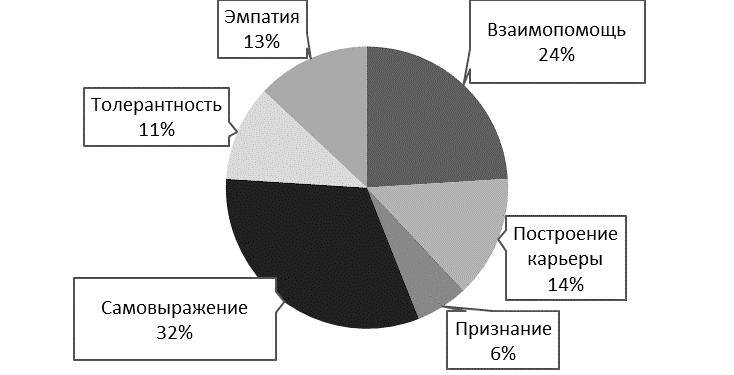 Эмпатия
13%
Взаимопомощь
24%
Толерантность
11%
Построение
карьеры
14%
Самовыражение
32%
Признание
6%